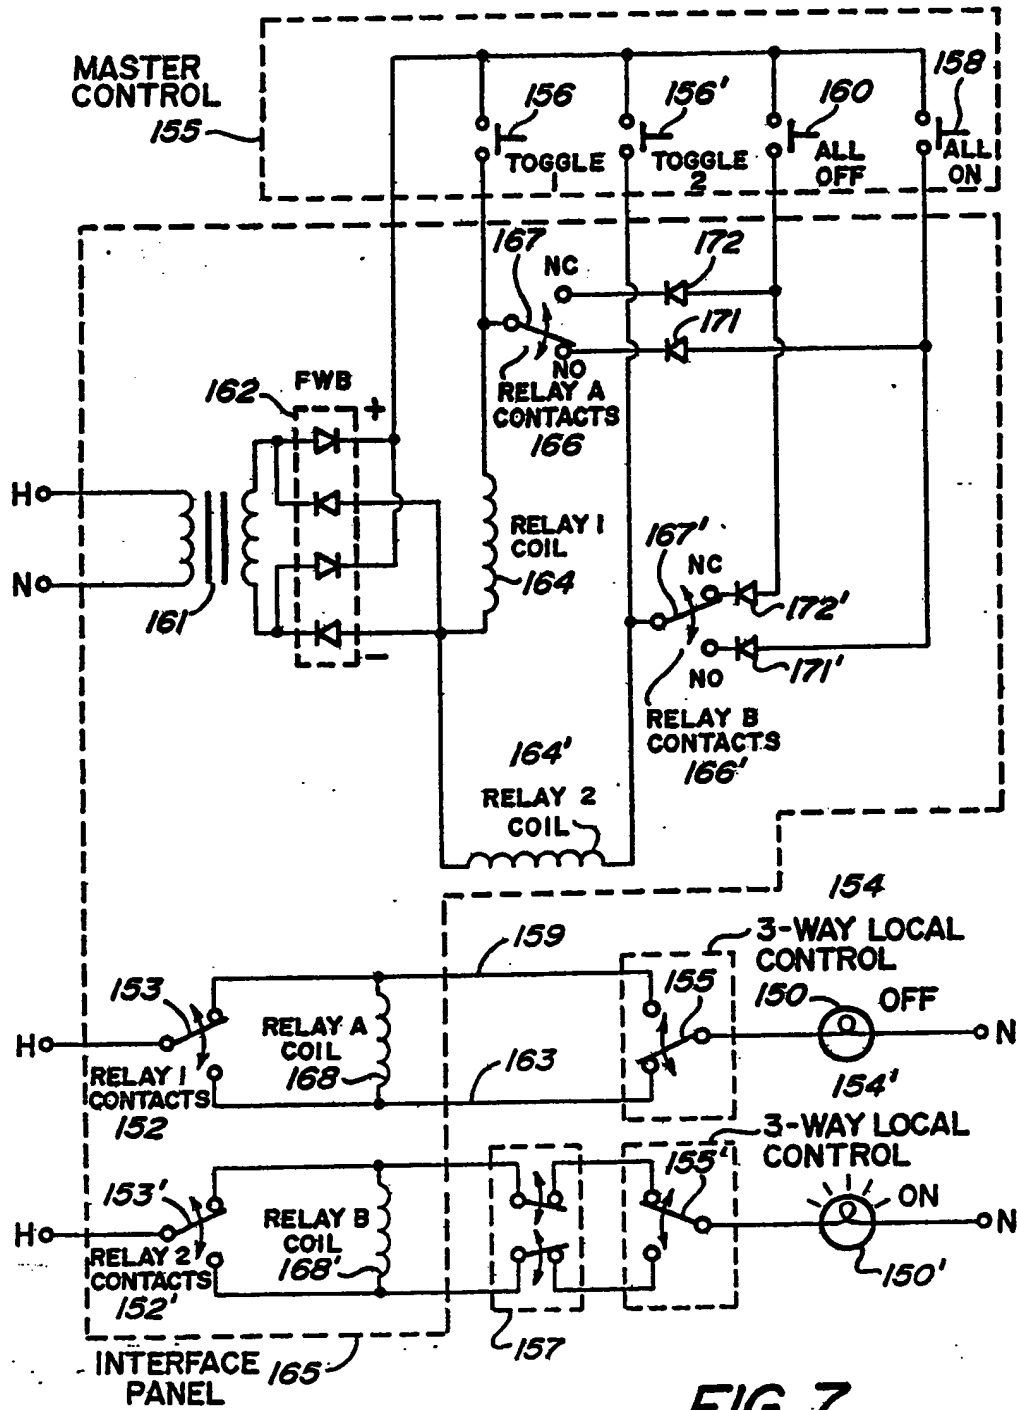 MASTER
CONTROL
155
156
156'
160
158
TOGGLE
1
TOGGLE
2
ALL
OFF
ALL
ON
167
NC
172
171
NO
RELAY A
CONTACTS
166
162
FWB
+
H
N
161
−
RELAY 1
COIL
164
167'
NC
172'
171'
NO
RELAY B
CONTACTS
166'
164'
RELAY 2
COIL
154
3-WAY LOCAL
CONTROL
159
153
155
150
OFF
H
N
RELAY A
COIL
168
163
RELAY 1
CONTACTS
152
154'
3-WAY LOCAL
CONTROL
155'
153'
ON
H
N
RELAY B
COIL
168'
RELAY 2
CONTACTS
152'
150'
157
INTERFACE
PANEL
165
FIG. 7